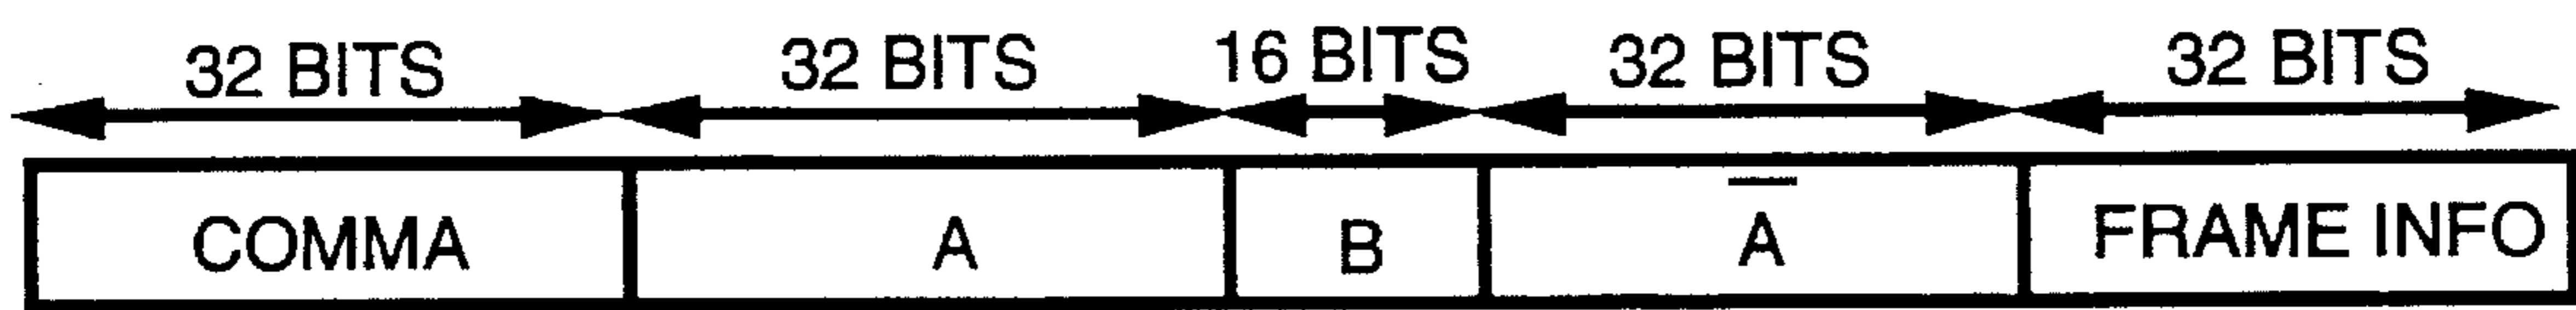 32 BITS 32 BITS 16 BITS 32 BITS 32 BITS
COMMA A B Ā FRAME INFO